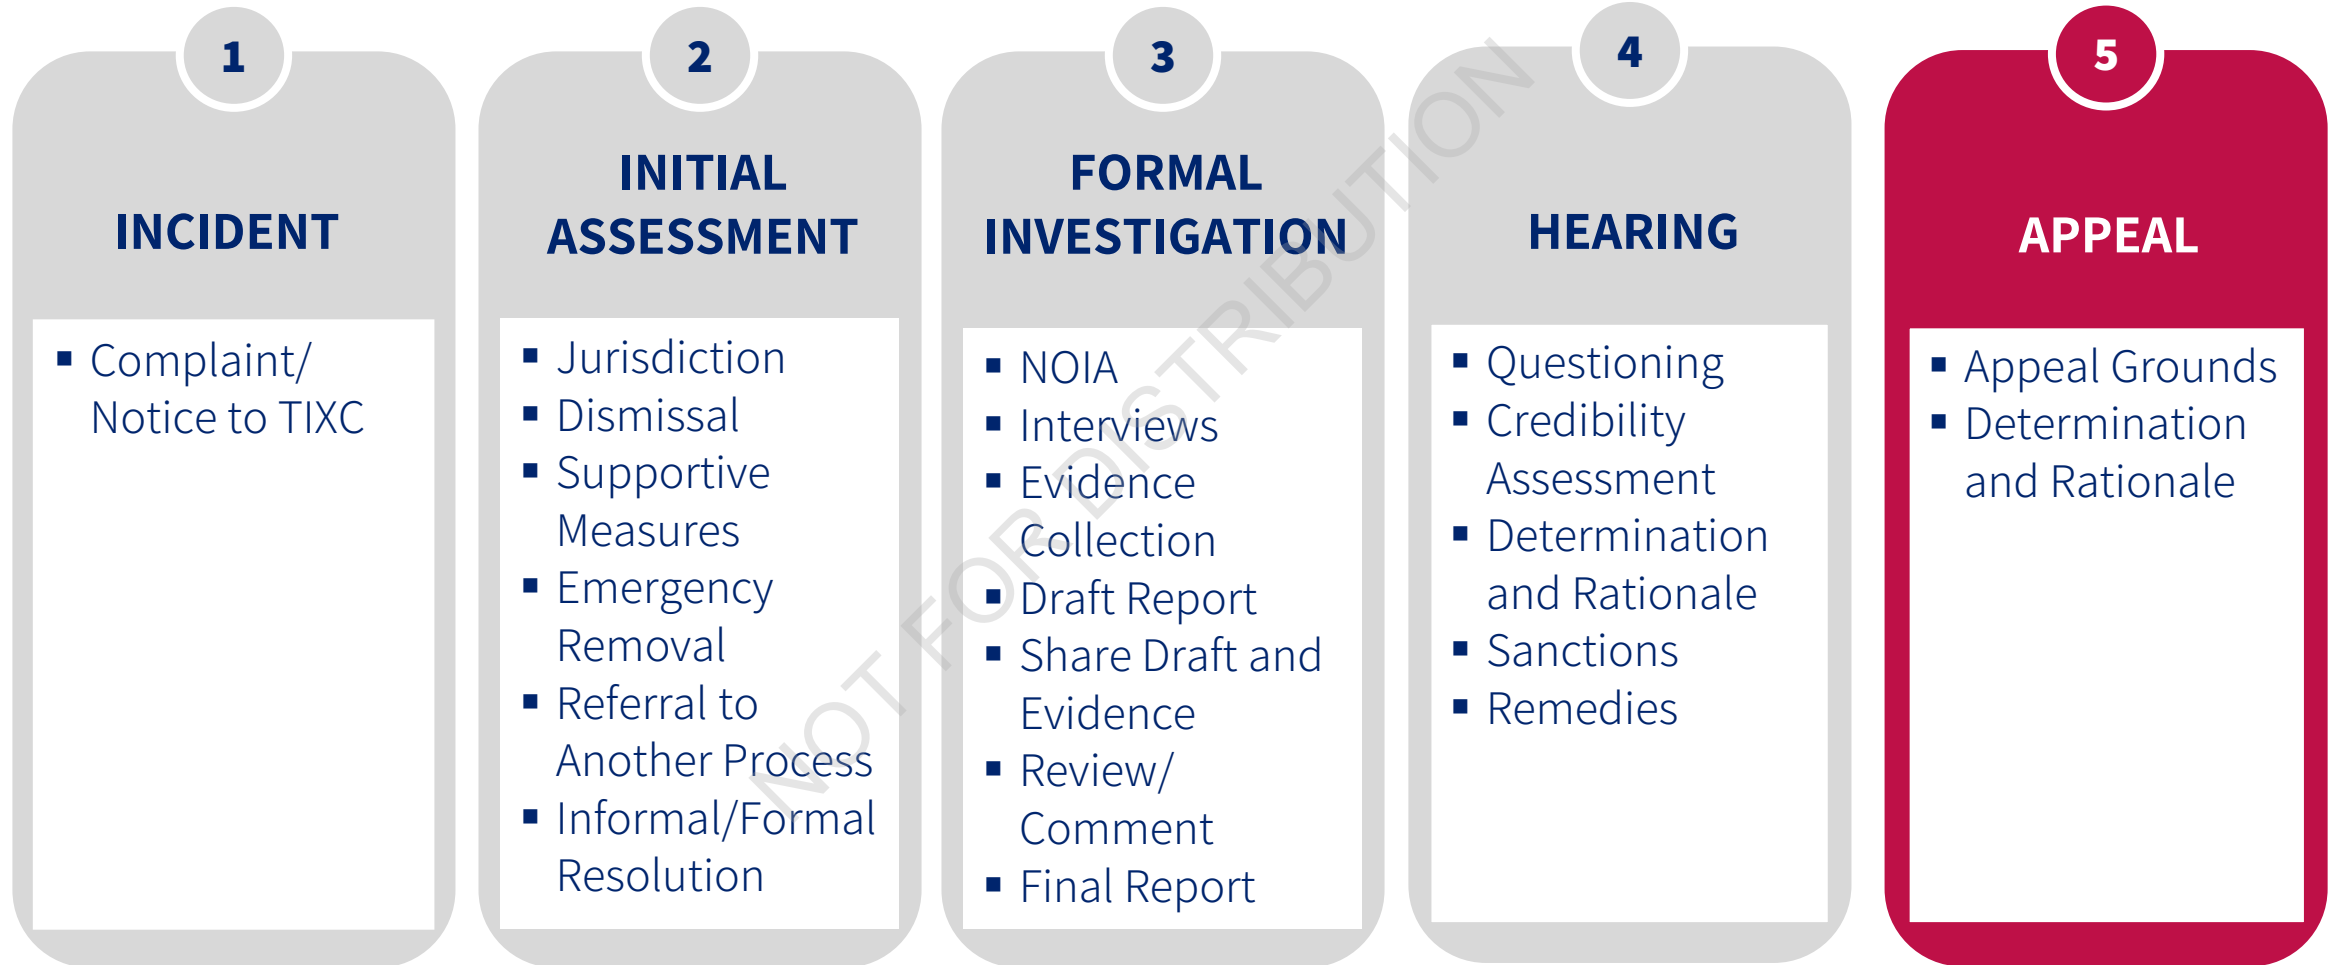 1
INCIDENT
▪ Complaint/
Notice to TIXC
2
INITIAL
ASSESSMENT
▪ Jurisdiction
▪ Dismissal
▪ Supportive
Measures
▪ Emergency
Removal
▪ Referral to
Another Process
▪ Informal/Formal
Resolution
3
FORMAL
INVESTIGATION
▪ NOIA
▪ Interviews
▪ Evidence
Collection
▪ Draft Report
▪ Share Draft and
Evidence
▪ Review/
Comment
▪ Final Report
4
HEARING
▪ Questioning
▪ Credibility
Assessment
▪ Determination
and Rationale
▪ Sanctions
▪ Remedies
5
APPEAL
▪ Appeal Grounds
▪ Determination
and Rationale
NOT FOR DISTRIBUTION